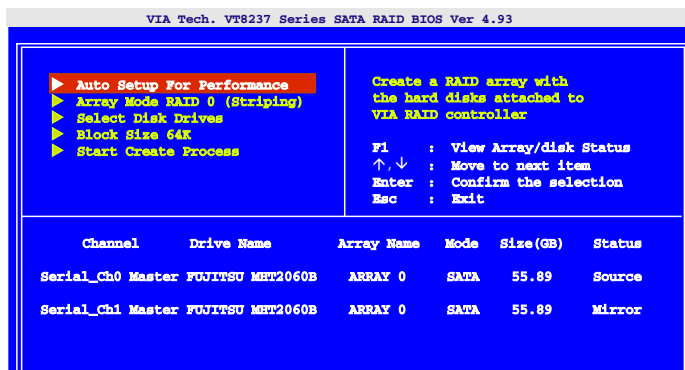 VIA Tech. VT8237 Series SATA RAID BIOS Ver 4.93
Auto Setup For Performance
Array Mode RAID 0 (Striping)
Select Disk Drives
Block Size 64K
Start Create Process
Create a RAID array with
the hard disks attached to
VIA RAID controller
F1 : View Array/disk Status
↑,↓ : Move to next item
Enter : Confirm the selection
Esc : Exit
Channel Drive Name Array Name Mode Size(GB) Status
Serial_Ch0 Master FUJITSU MHT2060B ARRAY 0 SATA 55.89 Source
Serial_Ch1 Master FUJITSU MHT2060B ARRAY 0 SATA 55.89 Mirror